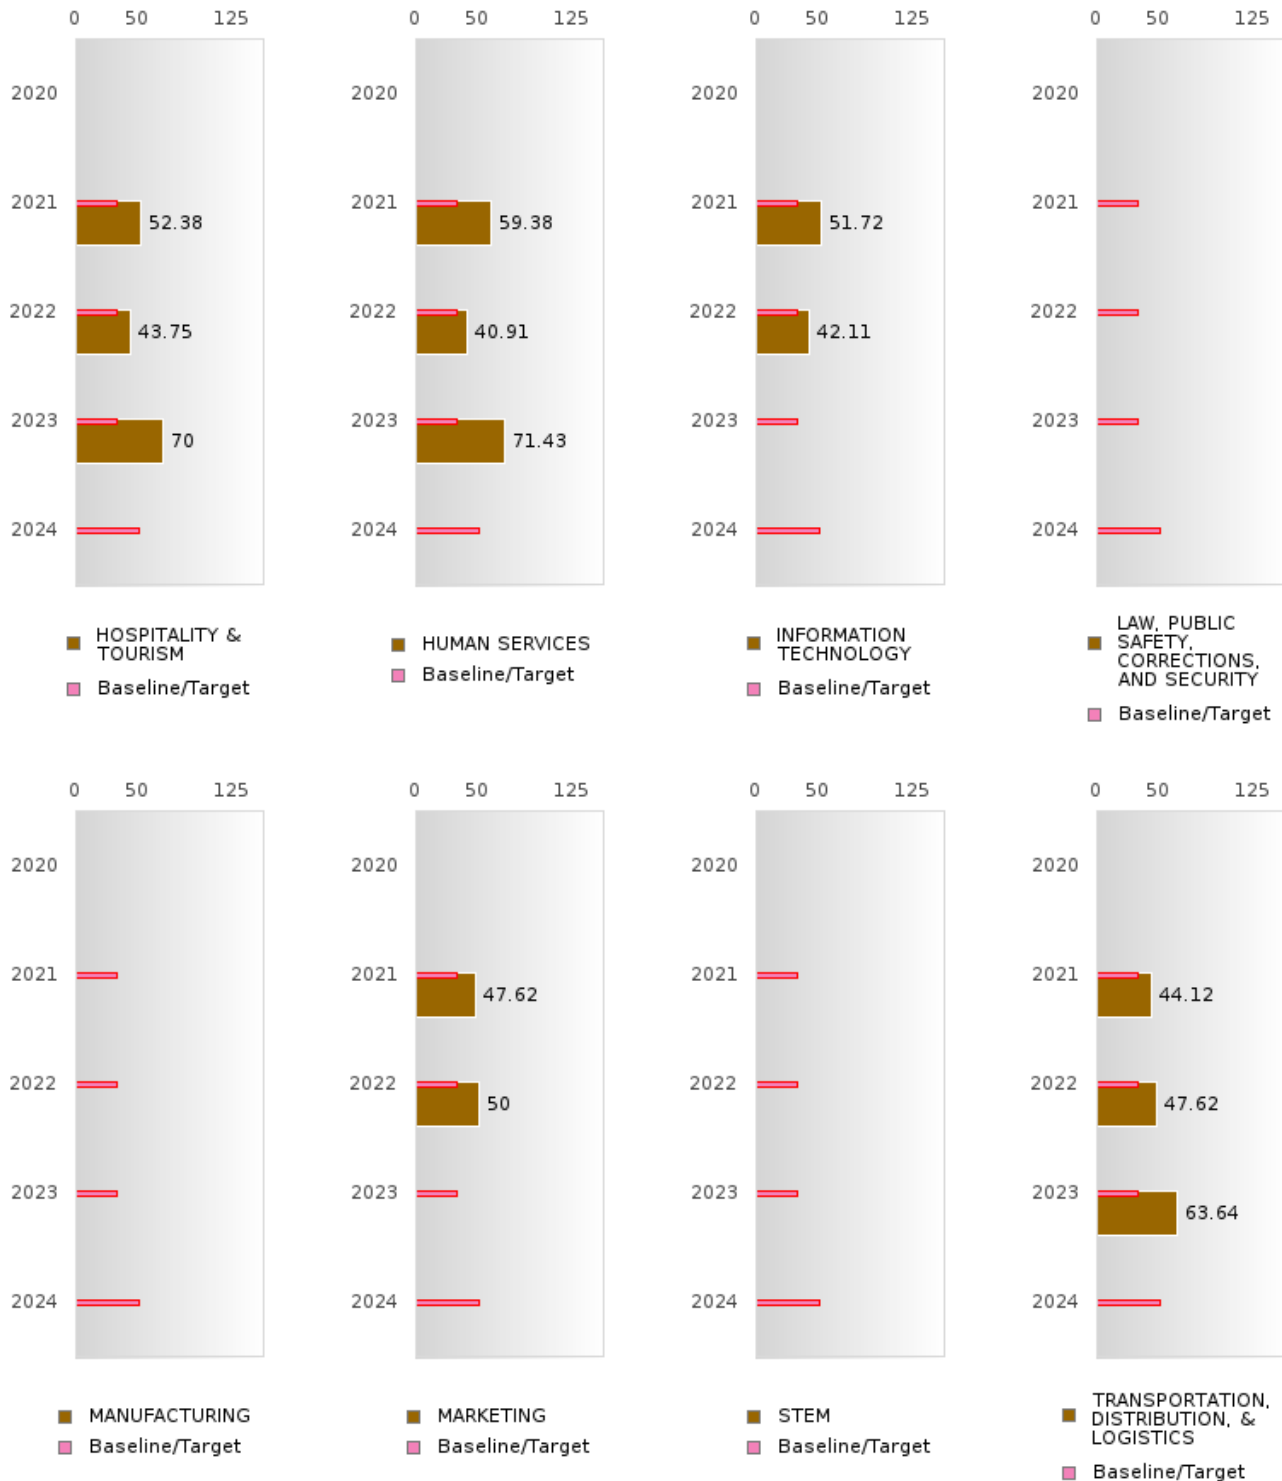 0 50 125 0 50 125 0 50 125 0 50 125
2020 2020 2020 2020
2021 52.38 2021 59.38 2021 51.72 2021
2022 43.75 2022 40.91 2022 42.11 2022
2023 70 2023 71.43 2023 2023
2024 2024 2024 2024
HOSPITALITY &
TOURISM
Baseline/Target
HUMAN SERVICES
Baseline/Target
INFORMATION
TECHNOLOGY
Baseline/Target
LAW, PUBLIC
SAFETY,
CORRECTIONS,
AND SECURITY
Baseline/Target
0 50 125 0 50 125 0 50 125 0 50 125
2020 2020 2020 2020
2021 2021 47.62 2021 2021 44.12
2022 2022 50 2022 2022 47.62
2023 2023 2023 2023 63.64
2024 2024 2024 2024
MANUFACTURING
Baseline/Target
MARKETING
Baseline/Target
STEM
Baseline/Target
TRANSPORTATION,
DISTRIBUTION, &
LOGISTICS
Baseline/Target